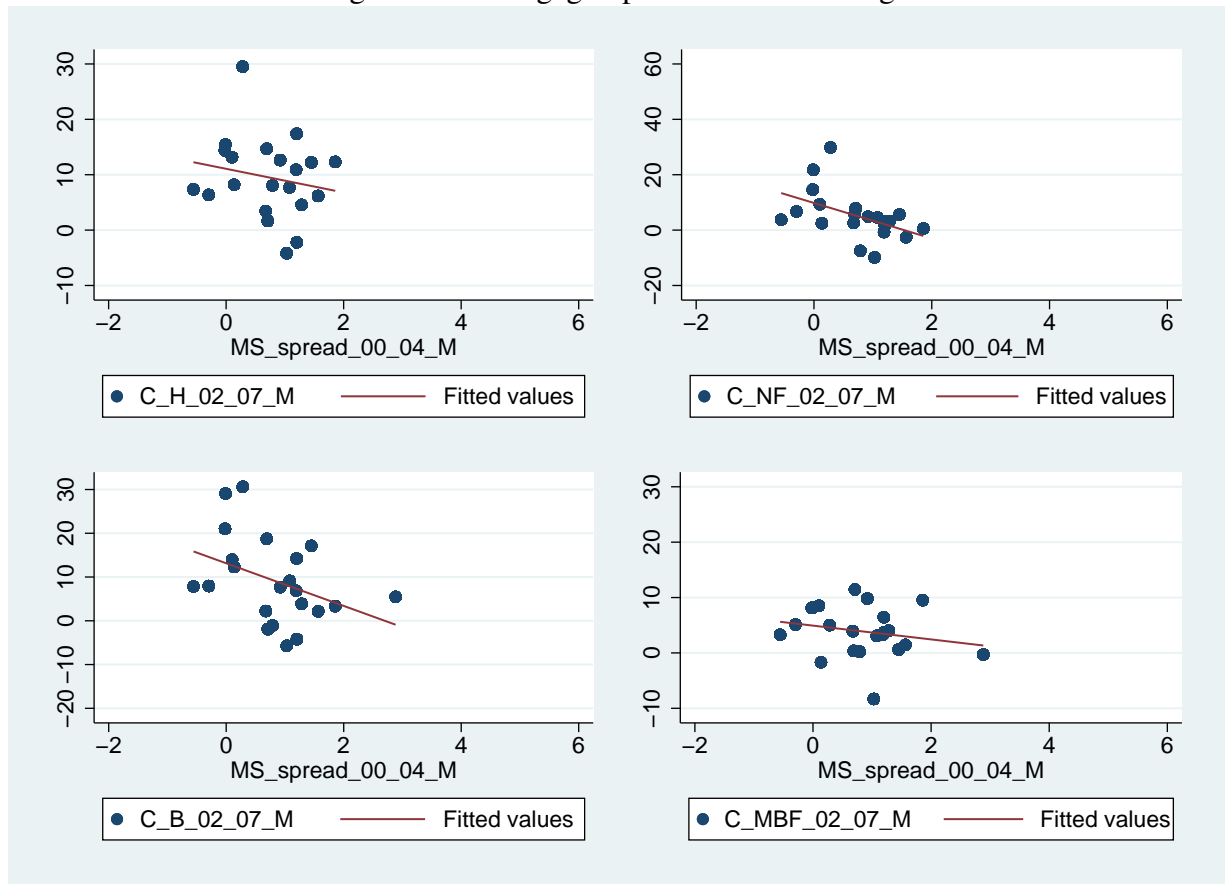 30
20
10
0
−10
−2 0 2 4 6
MS_spread_00_04_M
C_H_02_07_M Fitted values
60
40
20
0
−20
−2 0 2 4 6
MS_spread_00_04_M
C_NF_02_07_M Fitted values
30
20
10
0
−10
−20
−2 0 2 4 6
MS_spread_00_04_M
C_B_02_07_M Fitted values
30
20
10
0
−10
−2 0 2 4 6
MS_spread_00_04_M
C_MBF_02_07_M Fitted values